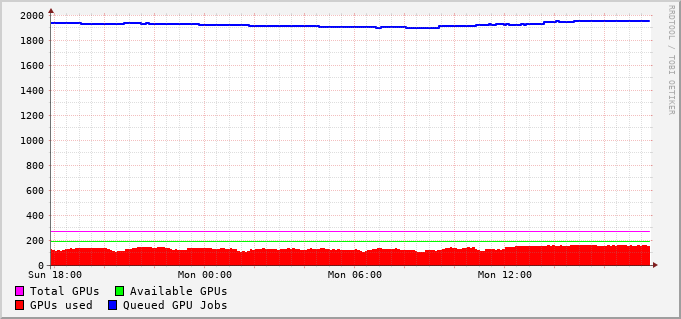 2000
1800
1600
1400
1200
1000
800
600
400
200
0
Sun 18:00 Mon 00:00 Mon 06:00 Mon 12:00
Total GPUs Available GPUs
GPUs used Queued GPU Jobs
RRDTOOL / TOBI OETIKER